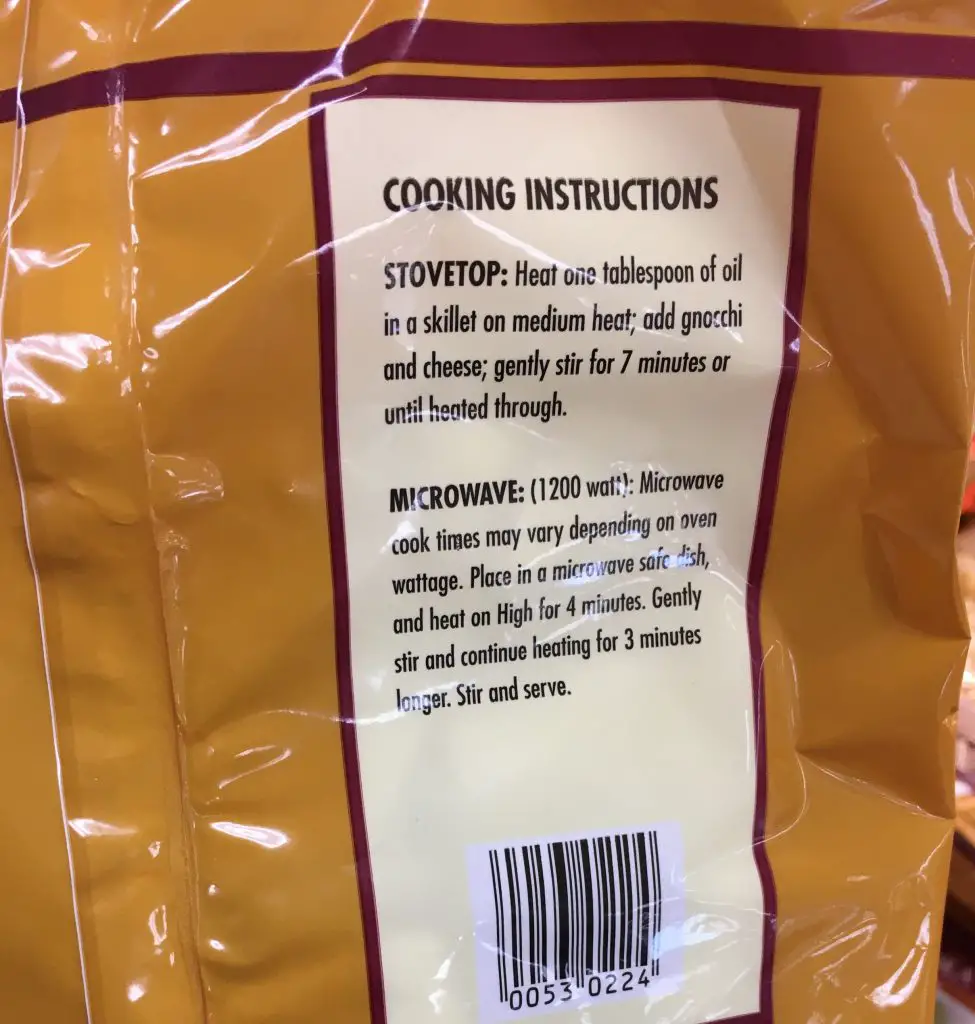 COOKING INSTRUCTIONS
STOVETOP: Heat one tablespoon of oil
in a skillet on medium heat; add gnocchi
and cheese; gently stir for 7 minutes or
until heated through.
MICROWAVE: (1200 watt): Microwave
cook times may vary depending on oven
wattage. Place in a microwave safe dish,
and heat on High for 4 minutes. Gently
stir and continue heating for 3 minutes
longer. Stir and serve.
0053 0224